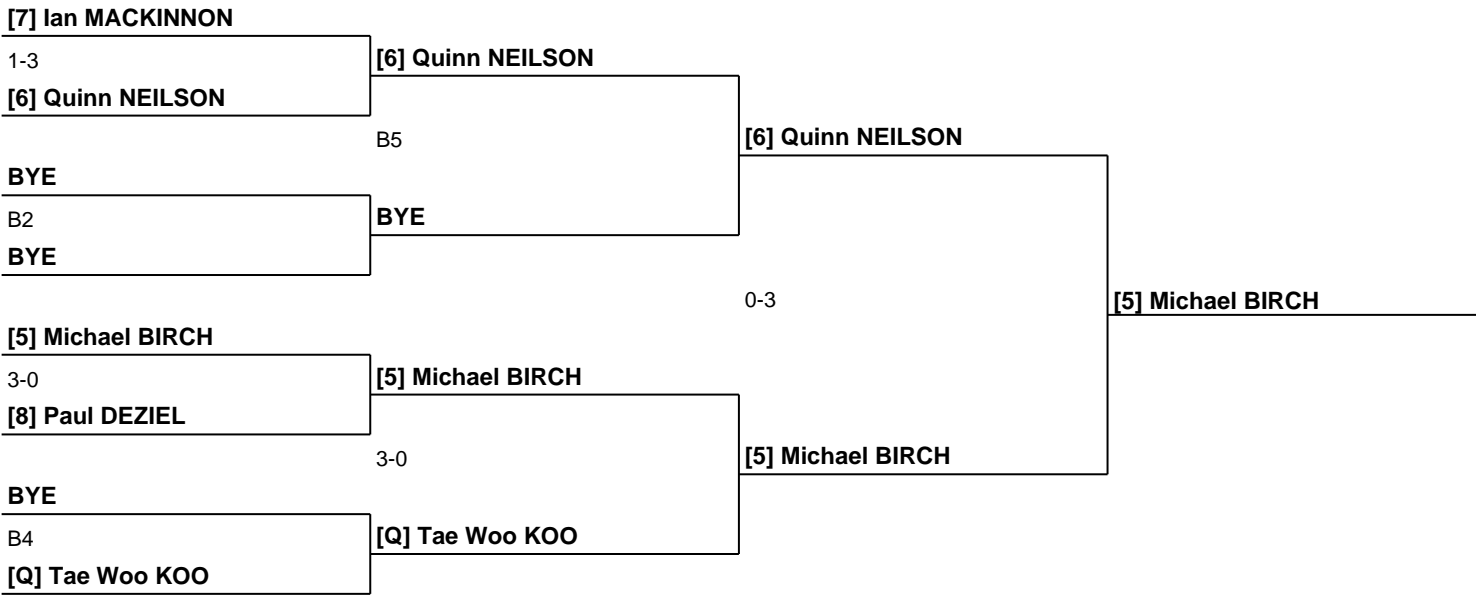 [7] Ian MACKINNON
1-3
[6] Quinn NEILSON
[6] Quinn NEILSON
B5
[6] Quinn NEILSON
BYE
B2
BYE
BYE
0-3
[5] Michael BIRCH
[5] Michael BIRCH
3-0
[5] Michael BIRCH
[8] Paul DEZIEL
3-0
[5] Michael BIRCH
BYE
B4
[Q] Tae Woo KOO
[Q] Tae Woo KOO